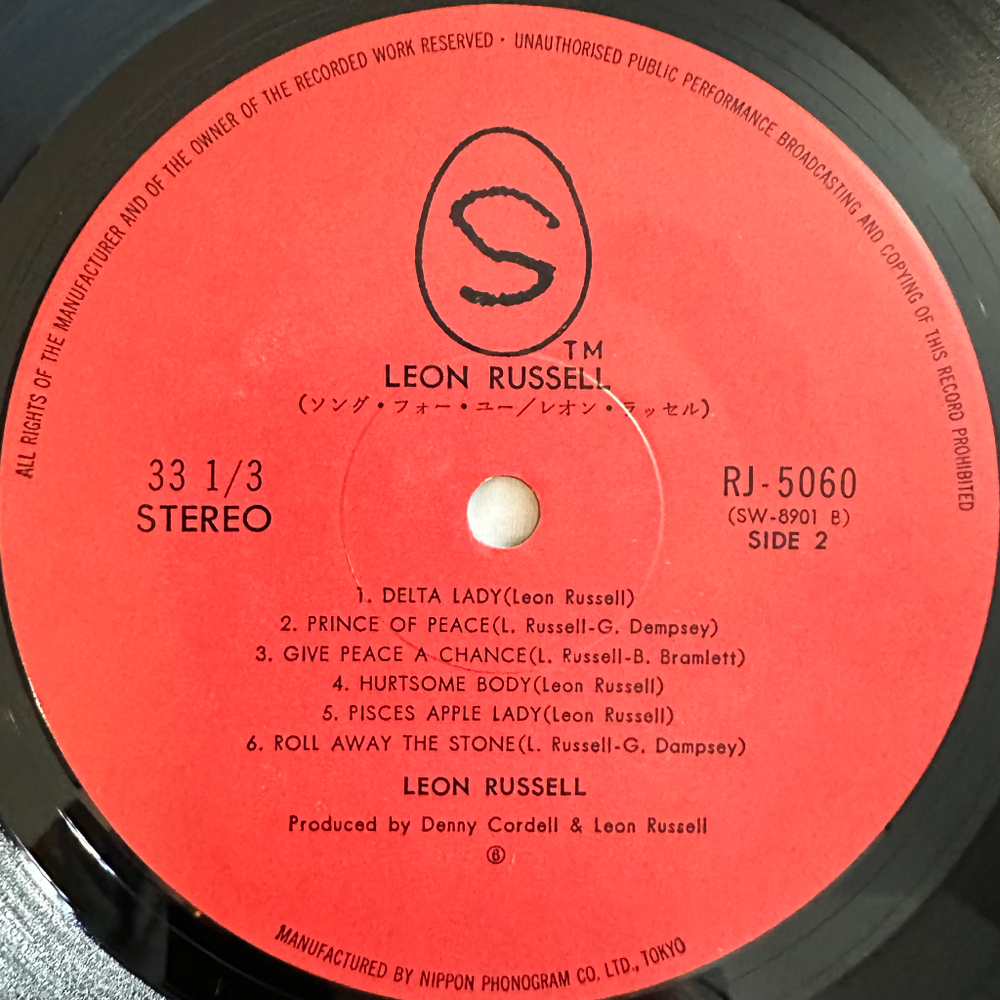 ALL RIGHTS OF THE MANUFACTURER AND OF THE OWNER OF THE RECORDED WORK RESERVED · UNAUTHORISED PUBLIC PERFORMANCE BROADCASTING AND COPYING OF THIS RECORD PROHIBITED
S
TM
LEON RUSSELL
(ソング・フォー・ユー/レオン・ラッセル)
33 1/3
STEREO
RJ-5060
(SW-8901 B)
SIDE 2
1. DELTA LADY(Leon Russell)
2. PRINCE OF PEACE(L. Russell-G. Dempsey)
3. GIVE PEACE A CHANCE(L. Russell-B. Bramlett)
4. HURTSOME BODY(Leon Russell)
5. PISCES APPLE LADY(Leon Russell)
6. ROLL AWAY THE STONE(L. Russell-G. Dampsey)
LEON RUSSELL
Produced by Denny Cordell & Leon Russell
⑥
MANUFACTURED BY NIPPON PHONOGRAM CO. LTD., TOKYO